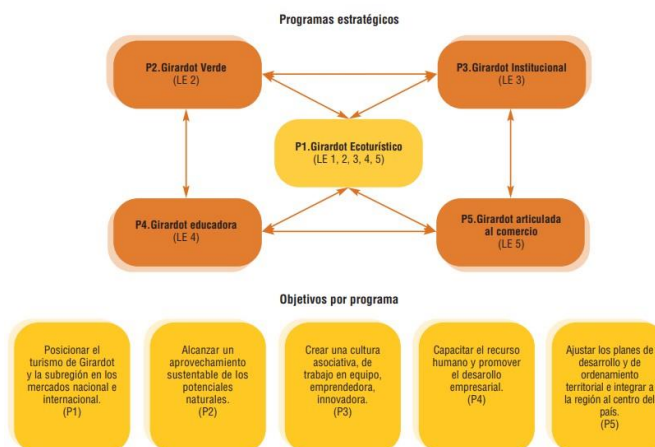 Programas estratégicos
P2.Girardot Verde
(LE 2)
P3.Girardot Institucional
(LE 3)
P1.Girardot Ecoturístico
(LE 1, 2, 3, 4, 5)
P4.Girardot educadora
(LE 4)
P5.Girardot articulada
al comercio
(LE 5)
Objetivos por programa
Posicionar el
turismo de Girardot
y la subregión en los
mercados nacional e
internacional.
(P1)
Alcanzar un
aprovechamiento
sustentable de los
potenciales
naturales.
(P2)
Crear una cultura
asociativa, de
trabajo en equipo,
emprendedora,
innovadora.
(P3)
Capacitar el recurso
humano y promover
el desarollo
empresarial.
(P4)
Ajustar los planes de
desarrollo y de
ordenamiento
territorial e integrar a
la región al centro del
país.
(P5)